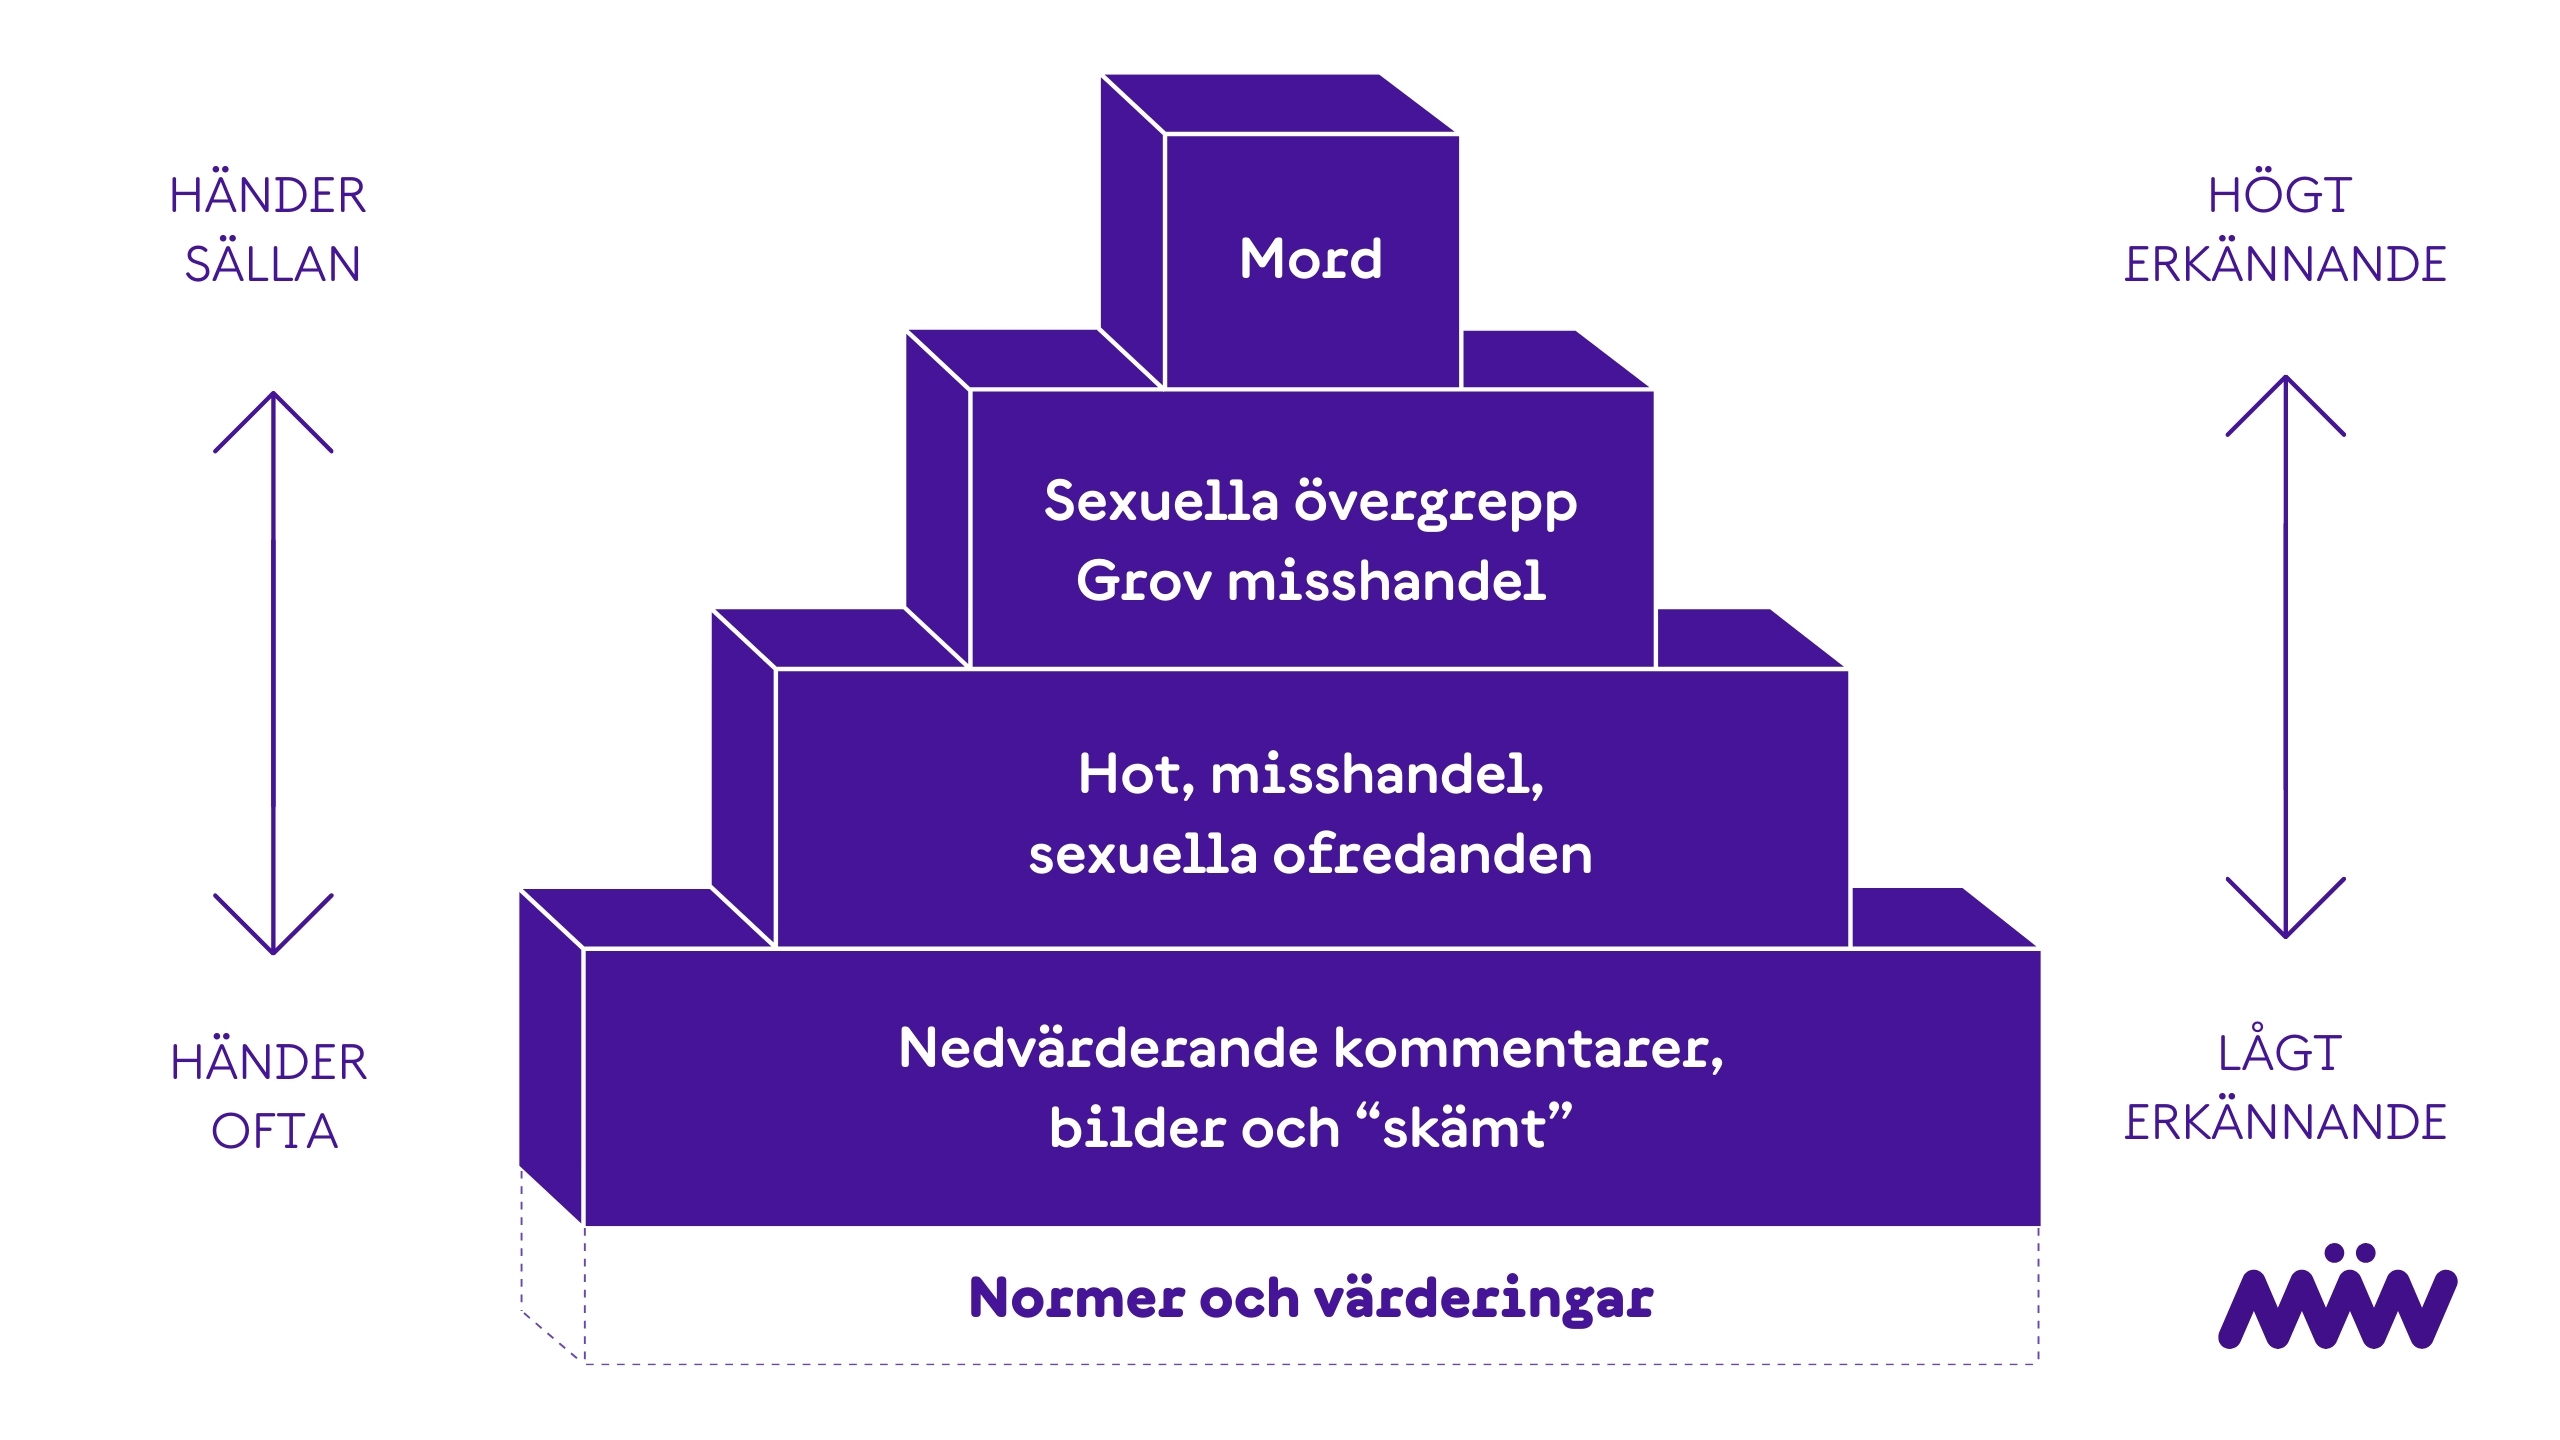 HÄNDER
SÄLLAN
HÖGT
ERKÄNNANDE
Mord
Sexuella övergrepp
Grov misshandel
Hot, misshandel,
sexuella ofredanden
Nedvärderande kommentarer,
bilder och “skämt”
HÄNDER
OFTA
LÅGT
ERKÄNNANDE
Normer och värderingar
MÄN